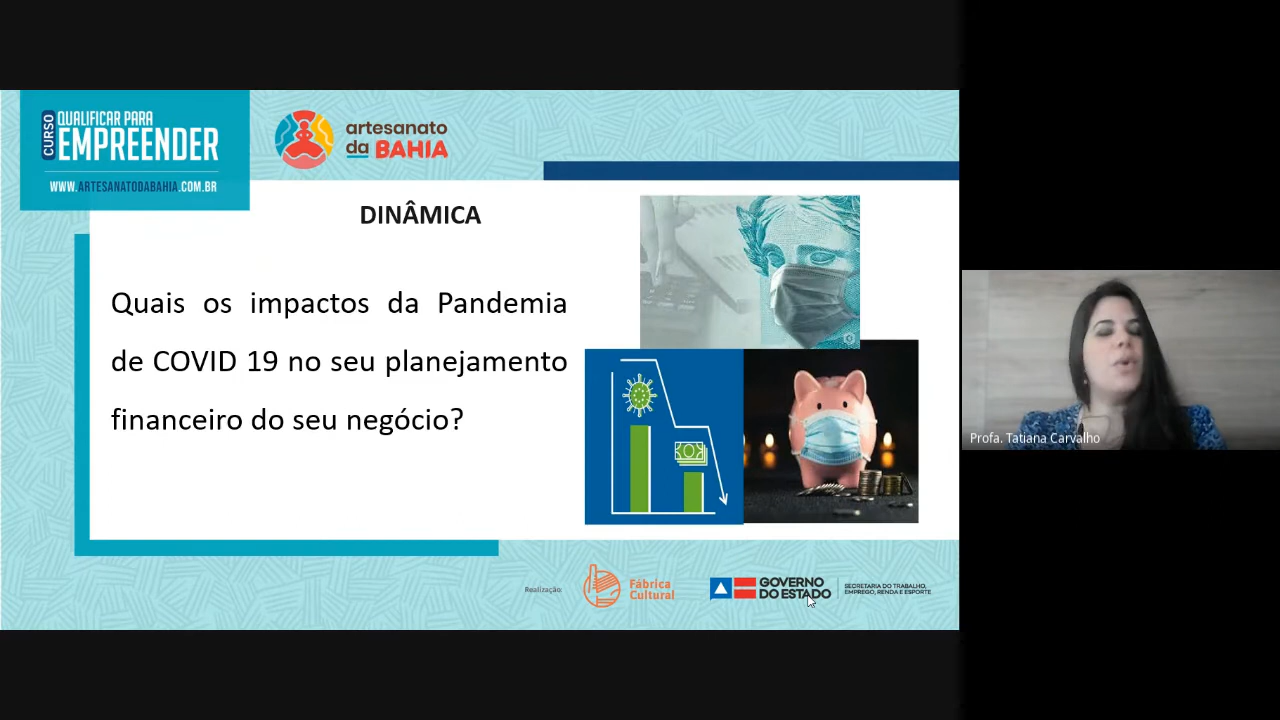 CURSO
QUALIFICAR PARA
EMPREENDER
WWW.ARTESANATODABAHIA.COM.BR
artesanato
da BAHIA
DINÂMICA
Quais os impactos da Pandemia
de COVID 19 no seu planejamento
financeiro do seu negócio?
Profa. Tatiana Carvalho
Realização
Fábrica
Cultural
GOVERNO
DO ESTADO
SECRETARIA DO TRABALHO,
EMPREGO, RENDA E ESPORTE